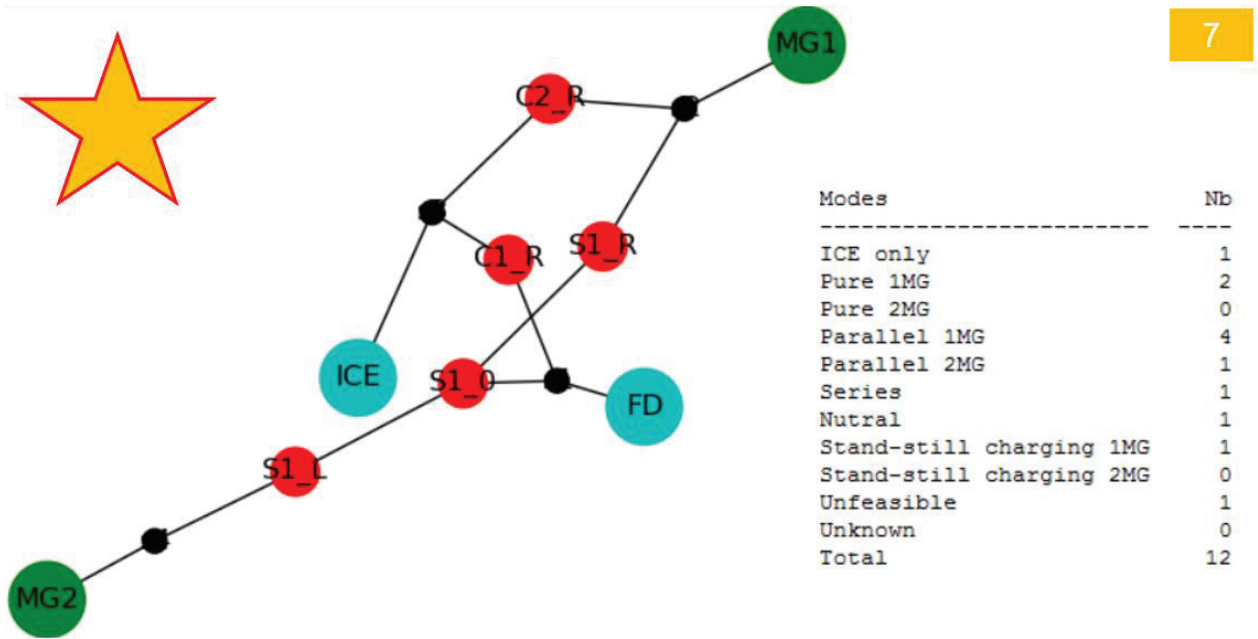 7
MG1
C2_R
S1_R
C1_R
ICE
S1_0
FD
S1_L
MG2
Modes Nb
------------------------ ----
ICE only 1
Pure 1MG 2
Pure 2MG 0
Parallel 1MG 4
Parallel 2MG 1
Series 1
Nutral 1
Stand-still charging 1MG 1
Stand-still charging 2MG 0
Unfeasible 1
Unknown 0
Total 12